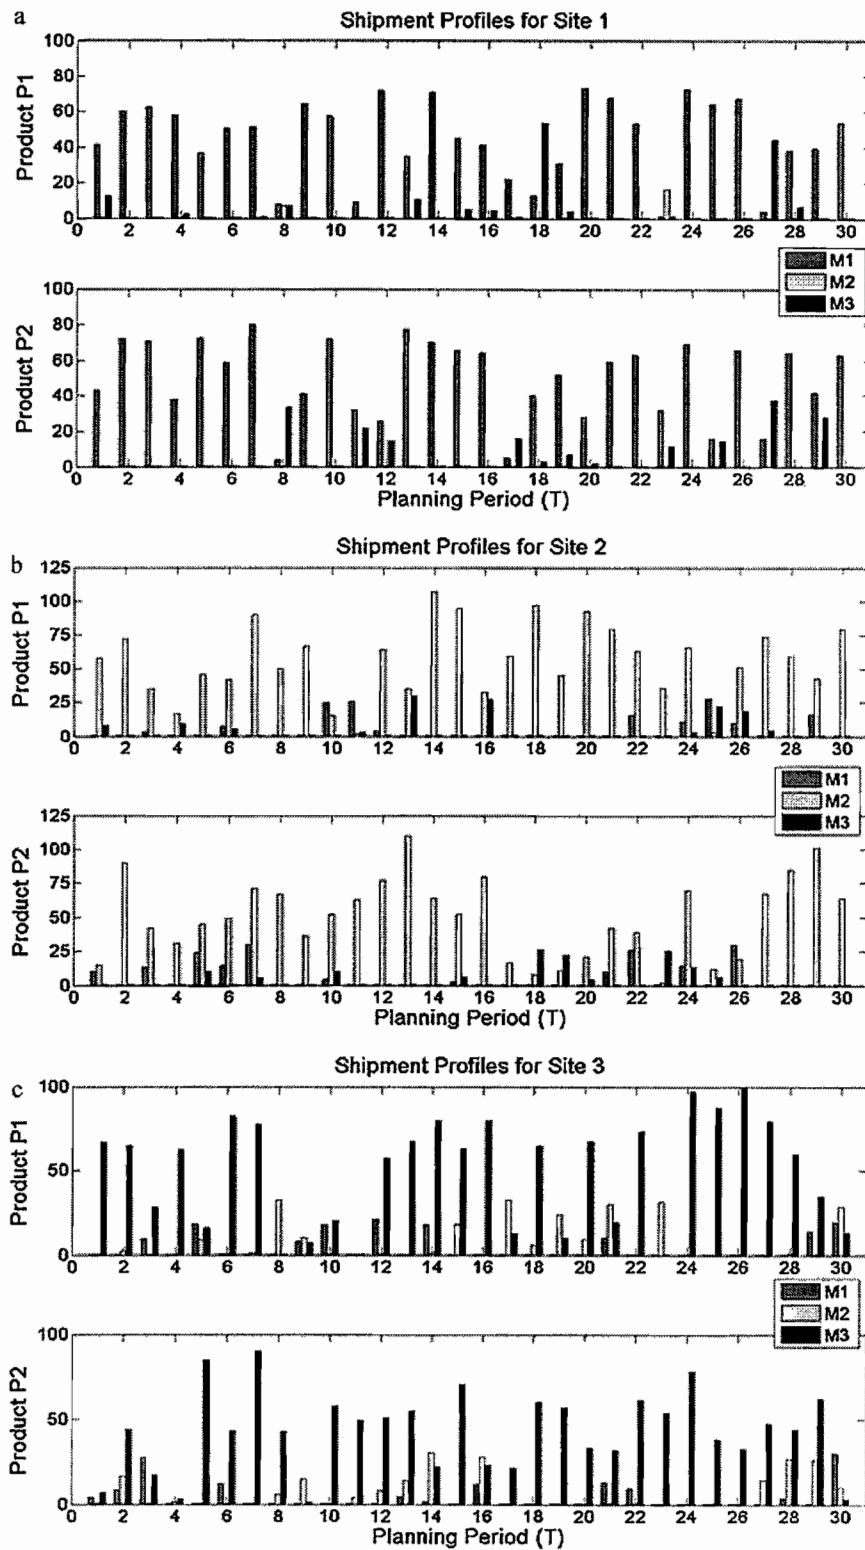 a
Shipment Profiles for Site 1
Product P1
100
80
60
40
20
0
0 2 4 6 8 10 12 14 16 18 20 22 24 26 28 30
M1
M2
M3
Product P2
100
80
60
40
20
0
0 2 4 6 8 10 12 14 16 18 20 22 24 26 28 30
Planning Period (T)
b
Shipment Profiles for Site 2
Product P1
125
100
75
50
25
0
0 2 4 6 8 10 12 14 16 18 20 22 24 26 28 30
M1
M2
M3
Product P2
125
100
75
50
25
0
0 2 4 6 8 10 12 14 16 18 20 22 24 26 28 30
Planning Period (T)
c
Shipment Profiles for Site 3
Product P1
100
50
0
0 2 4 6 8 10 12 14 16 18 20 22 24 26 28 30
M1
M2
M3
Product P2
100
50
0
0 2 4 6 8 10 12 14 16 18 20 22 24 26 28 30
Planning Period (T)